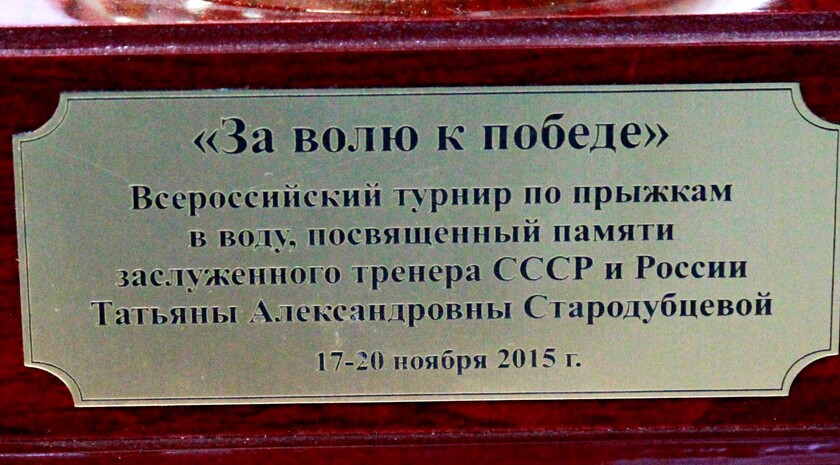 «За волю к победе»
Всероссийский турнир по прыжкам
в воду, посвященный памяти
заслуженного тренера СССР и России
Татьяны Александровны Стародубцевой
17-20 ноября 2015 г.